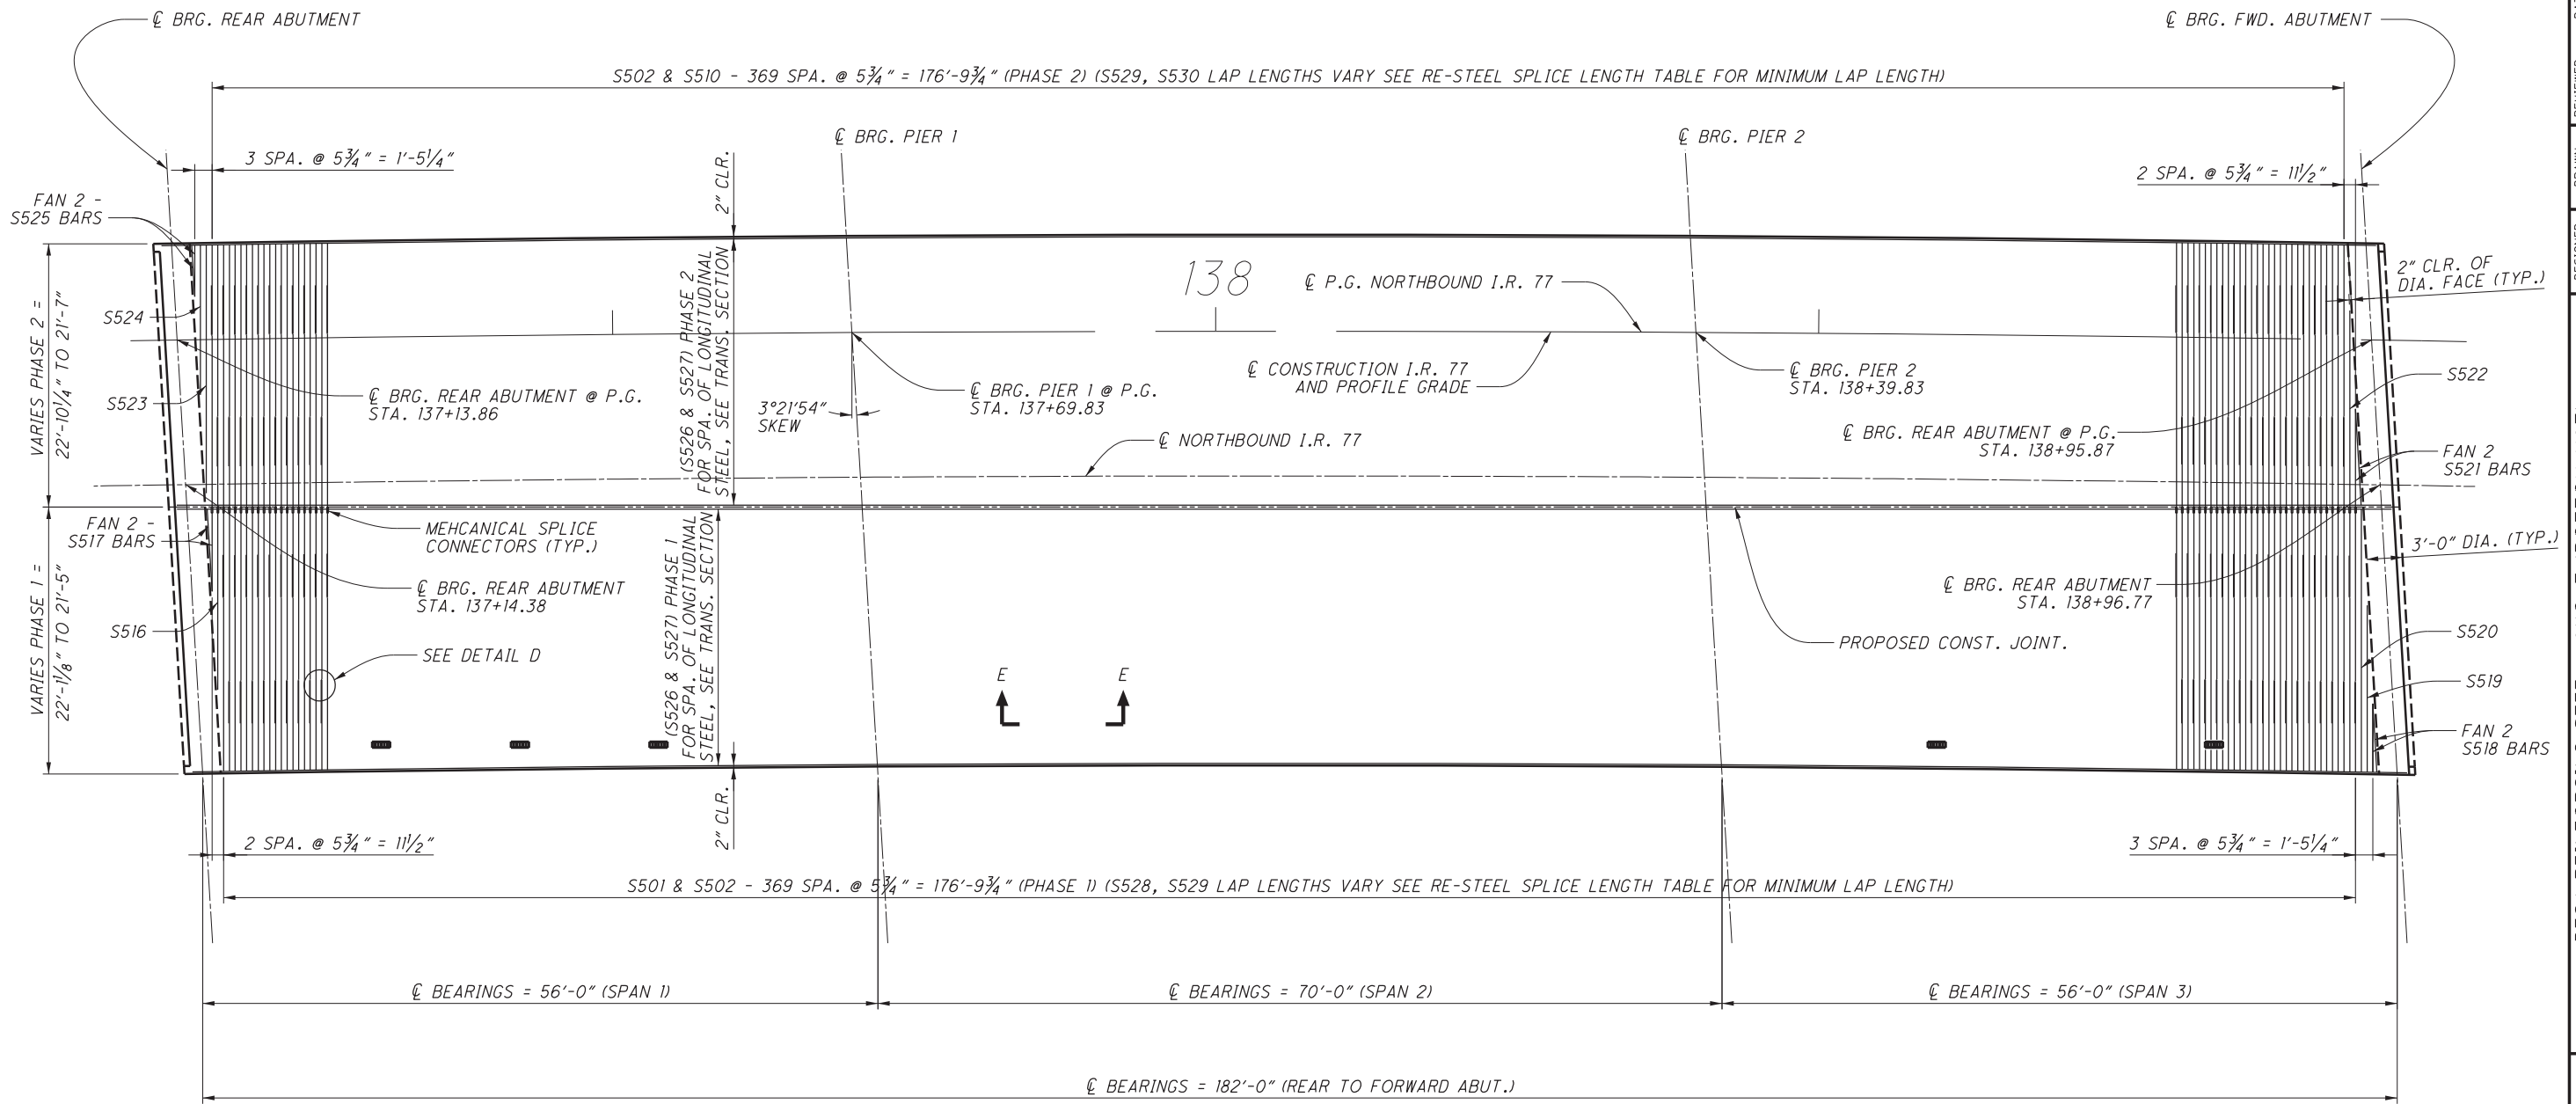 ℄ BRG. REAR ABUTMENT
℄ BRG. FWD. ABUTMENT
S502 & S510 - 369 SPA. @ 5¾" = 176'-9¾" (PHASE 2) (S529, S530 LAP LENGTHS VARY SEE RE-STEEL SPLICE LENGTH TABLE FOR MINIMUM LAP LENGTH)
℄ BRG. PIER 1
℄ BRG. PIER 2
3 SPA. @ 5¾" = 1'-5¼"
2" CLR.
2 SPA. @ 5¾" = 11½"
FAN 2 -
S525 BARS
VARIES PHASE 2 =
22'-10¼" TO 21'-7"
S524
S523
℄ BRG. REAR ABUTMENT @ P.G.
STA. 137+13.86
(S526 & S527) PHASE 2
FOR SPA. OF LONGITUDINAL
STEEL, SEE TRANS. SECTION
3°21'54"
SKEW
℄ BRG. PIER 1 @ P.G.
STA. 137+69.83
138
℄ P.G. NORTHBOUND I.R. 77
℄ CONSTRUCTION I.R. 77
AND PROFILE GRADE
℄ BRG. PIER 2
STA. 138+39.83
2" CLR. OF
DIA. FACE (TYP.)
S522
℄ NORTHBOUND I.R. 77
℄ BRG. REAR ABUTMENT @ P.G.
STA. 138+95.87
FAN 2
S521 BARS
FAN 2 -
S517 BARS
MEHCANICAL SPLICE
CONNECTORS (TYP.)
VARIES PHASE 1 =
22'-1⅛" TO 21'-5"
℄ BRG. REAR ABUTMENT
STA. 137+14.38
S516
SEE DETAIL D
(S526 & S527) PHASE 1
FOR SPA. OF LONGITUDINAL
STEEL, SEE TRANS. SECTION
E
E
℄ BRG. REAR ABUTMENT
STA. 138+96.77
PROPOSED CONST. JOINT.
3'-0" DIA. (TYP.)
S520
S519
FAN 2
S518 BARS
2 SPA. @ 5¾" = 11½"
2" CLR.
3 SPA. @ 5¾" = 1'-5¼"
S501 & S502 - 369 SPA. @ 5¾" = 176'-9¾" (PHASE 1) (S528, S529 LAP LENGTHS VARY SEE RE-STEEL SPLICE LENGTH TABLE FOR MINIMUM LAP LENGTH)
℄ BEARINGS = 56'-0" (SPAN 1)
℄ BEARINGS = 70'-0" (SPAN 2)
℄ BEARINGS = 56'-0" (SPAN 3)
℄ BEARINGS = 182'-0" (REAR TO FORWARD ABUT.)